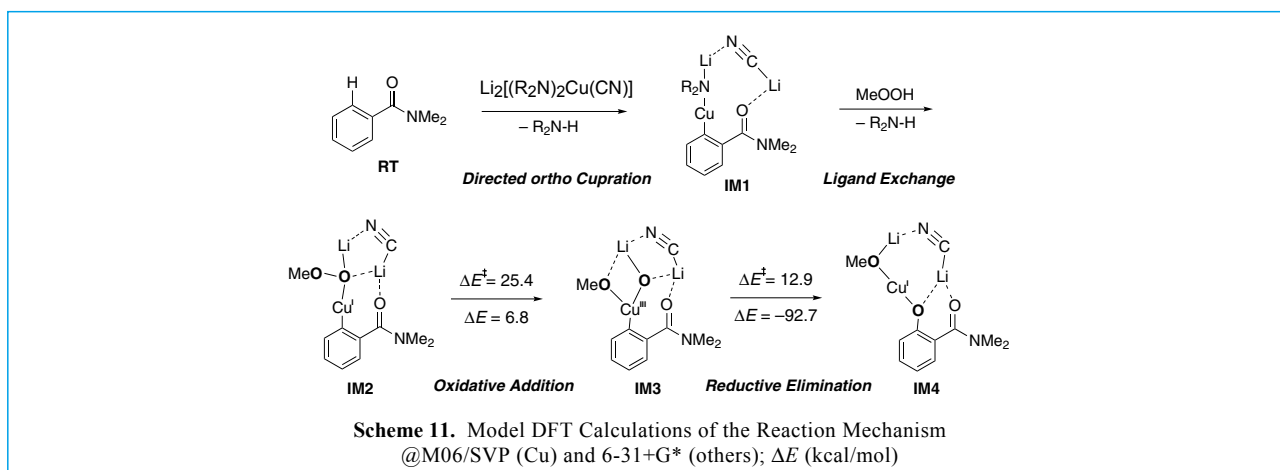 H O
NMe2
RT
Li2[(R2N)2Cu(CN)]
– R2N-H
Directed ortho Cupration
N
C
Li
Li
R2N
O
Cu
NMe2
IM1
MeOOH
– R2N-H
Ligand Exchange
N
C
Li
Li
MeO O
O
CuI
NMe2
IM2
ΔE‡= 25.4
ΔE = 6.8
Oxidative Addition
N
C
Li
Li
MeO O
O
CuIII
NMe2
IM3
ΔE‡= 12.9
ΔE = –92.7
Reductive Elimination
N
C
Li
Li
MeO
CuI
O
O
NMe2
IM4
Scheme 11. Model DFT Calculations of the Reaction Mechanism
@M06/SVP (Cu) and 6-31+G* (others); ΔE (kcal/mol)